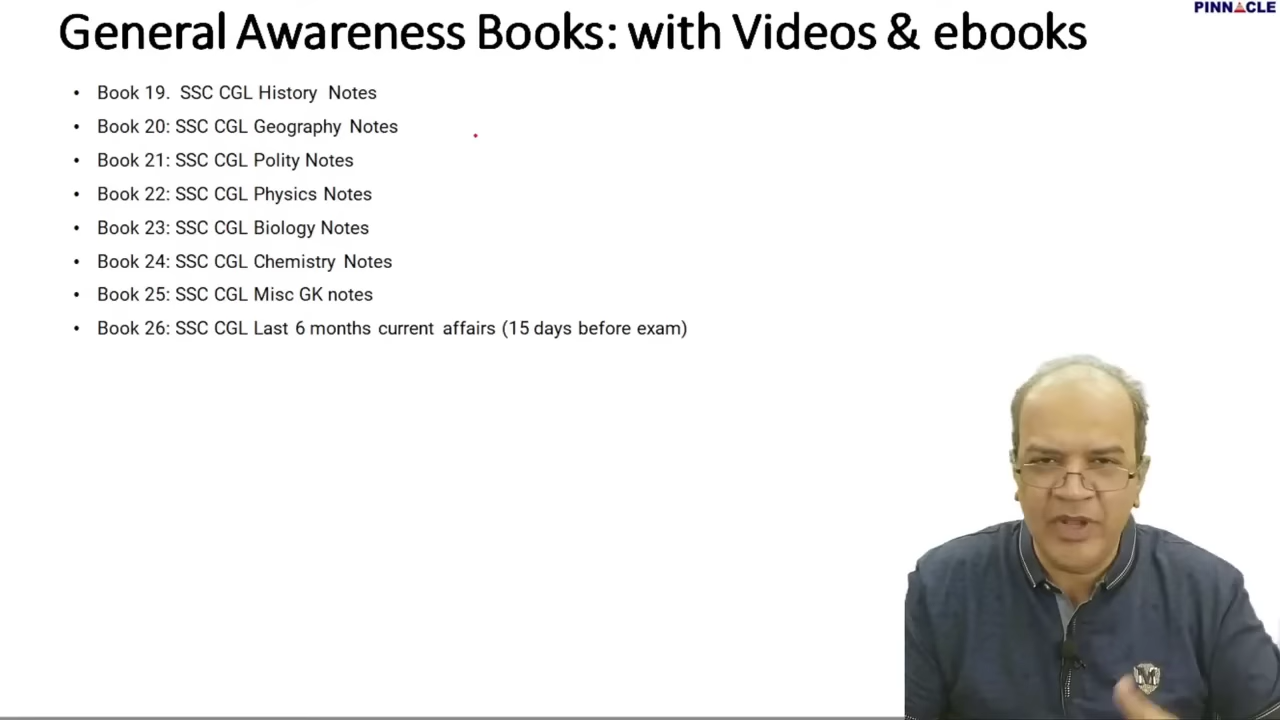 PINNACLE
General Awareness Books: with Videos & ebooks
• Book 19. SSC CGL History Notes
• Book 20: SSC CGL Geography Notes
• Book 21: SSC CGL Polity Notes
• Book 22: SSC CGL Physics Notes
• Book 23: SSC CGL Biology Notes
• Book 24: SSC CGL Chemistry Notes
• Book 25: SSC CGL Misc GK notes
• Book 26: SSC CGL Last 6 months current affairs (15 days before exam)
M